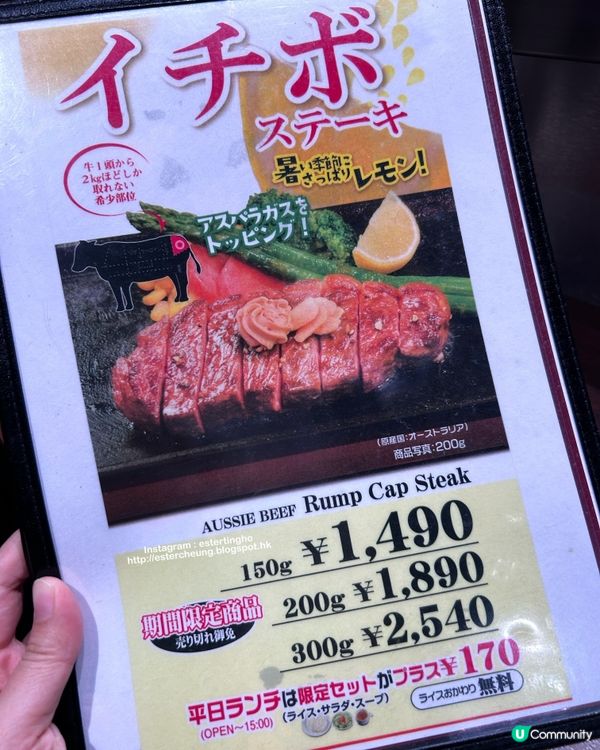 イチボ
ステーキ
牛1頭から
2kgほどしか
取れない
希少部位
暑い季節に
さっぱり
レモン!
アスパラガスを
トッピング!
(原産国:オーストラリア)
商品写真:200g
AUSSIE BEEF Rump Cap Steak
Instagram : estertingho
http://estercheung.blogspot.hk
150g ¥1,490
200g ¥1,890
300g ¥2,540
期間限定商品
売り切れ御免
平日ランチは限定セットがプラス¥170
(OPEN~15:00)
(ライス・サラダ・スープ)
ライスおかわり無料
U Community